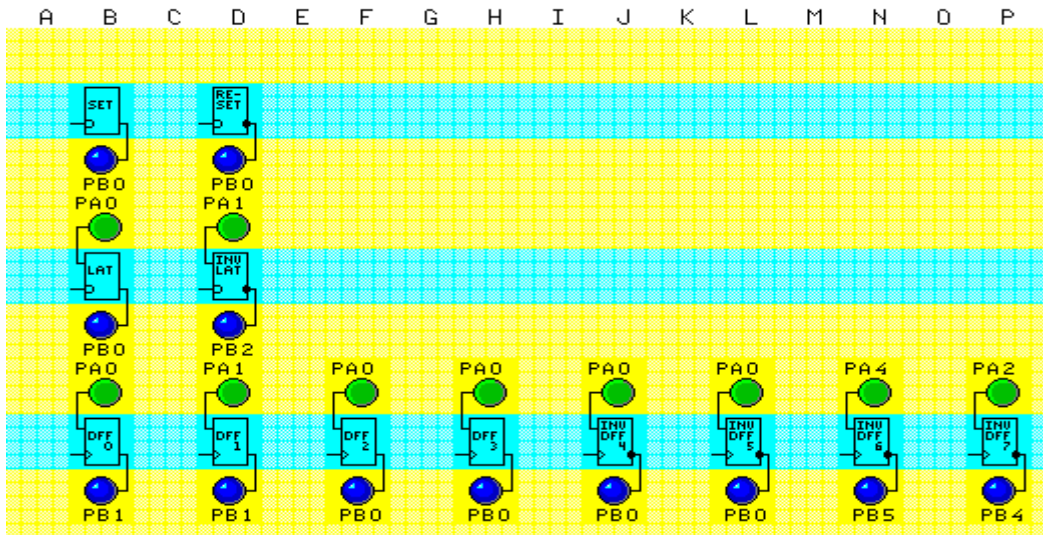 A B C D E F G H I J K L M N O P
SET RE-
SET
PB0 PB0
PA0 PA1
LAT INV
LAT
PB0 PB2
PA0 PA1 PA0 PA0 PA0 PA0 PA4 PA2
DFF
0 DFF
1 DFF
2 DFF
3 INV
DFF
4 INV
DFF
5 INV
DFF
6 INV
DFF
7
PB1 PB1 PB0 PB0 PB0 PB0 PB5 PB4